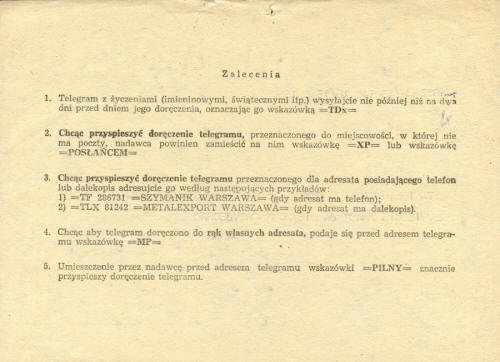 Zalecenia
1. Telegram z życzeniami (imieninowymi, świątecznymi itp.) wysyłajcie nie później niż na dwa
dni przed dniem jego doręczenia, oznaczając go wskazówką =TDx=
2. Chcąc przyspieszyć doręczenie telegramu, przeznaczonego do miejscowości, w której nie
ma poczty, nadawca powinien zamieścić na nim wskazówkę =XP= lub wskazówkę
=POSŁAŃCEM=
3. Chcąc przyspieszyć doręczenie telegramu przeznaczonego dla adresata posiadającego telefon
lub dalekopis adresujcie go według następujących przykładów:
1) =TF 286731 =SZYMANIK WARSZAWA= (gdy adresat ma telefon);
2) =TLX 81242 =METALEXPORT WARSZAWA= (gdy adresat ma dalekopis).
4. Chcąc aby telegram doręczono do rąk własnych adresata, podaje się przed adresem telegra-
mu wskazówkę =MP=
5. Umieszczenie przez nadawcę przed adresem telegramu wskazówki =PILNY= znacznie
przyspieszy doręczenie telegramu.